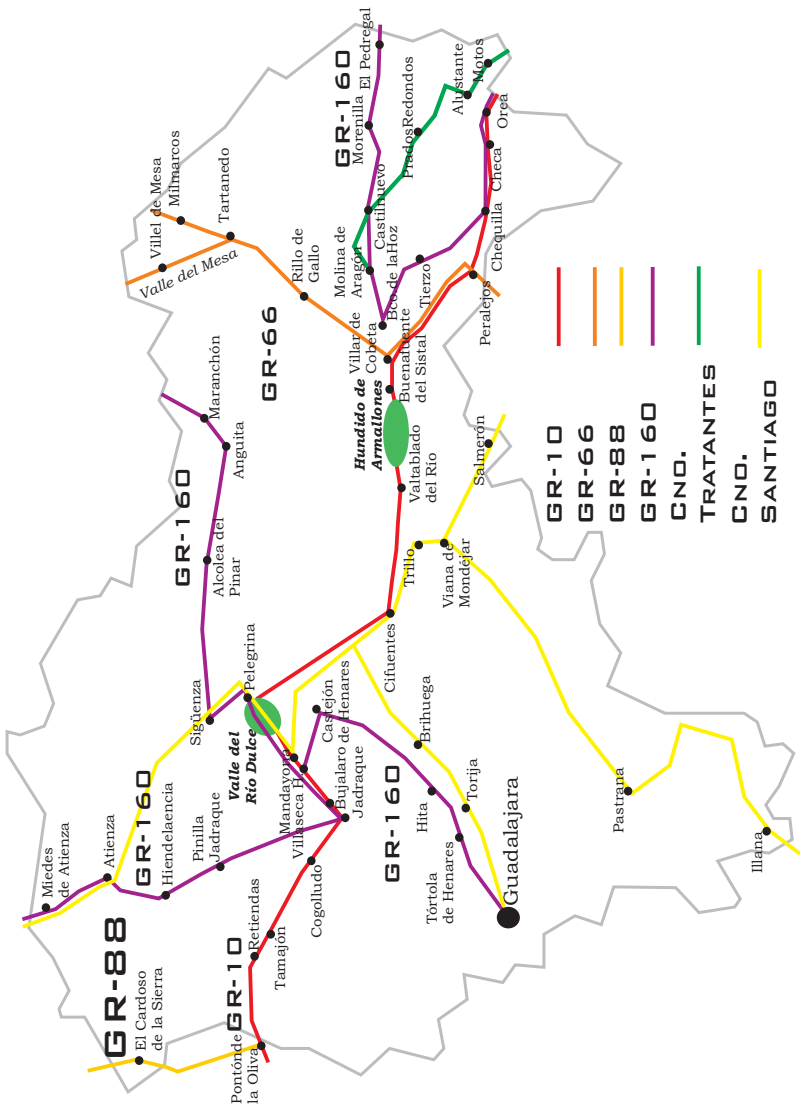 Villel de Mesa
Milmarcos
Tartanedo
Valle del Mesa
Rillo de
Gallo
GR-66
GR-160
Morenilla
El Pedregal
Castilnuevo
PradosRedondos
Alustante
Motos
Molina de
Aragón
Bco de laHoz
Tierzo
Orea
Checa
Chequilla
Peralejos
Villar de
Cobeta
Buenafuente
del Sistal
Hundido de
Armallones
Valtablado
del Río
Maranchón
Anguita
GR-160
Alcolea del
Pinar
Sigüenza
Pelegrina
Valle del
Río Dulce
Mandayona
Villaseca H.
Castejón
de Henares
Bujalaro
Jadraque
Cifuentes
Trillo
Viana de
Mondéjar
Salmerón
Brihuega
Torija
GR-160
Hita
Tórtola
de Henares
Guadalajara
Pastrana
Illana
Miedes
de Atienza
Atienza
GR-160
Hiendelaencia
Pinilla
Jadraque
Cogolludo
Retiendas
Tamajón
GR-10
GR-88
El Cardoso
de la Sierra
Pontónde
la Oliva
GR-10
GR-66
GR-88
GR-160
Cno.
Tratantes
Cno.
Santiago